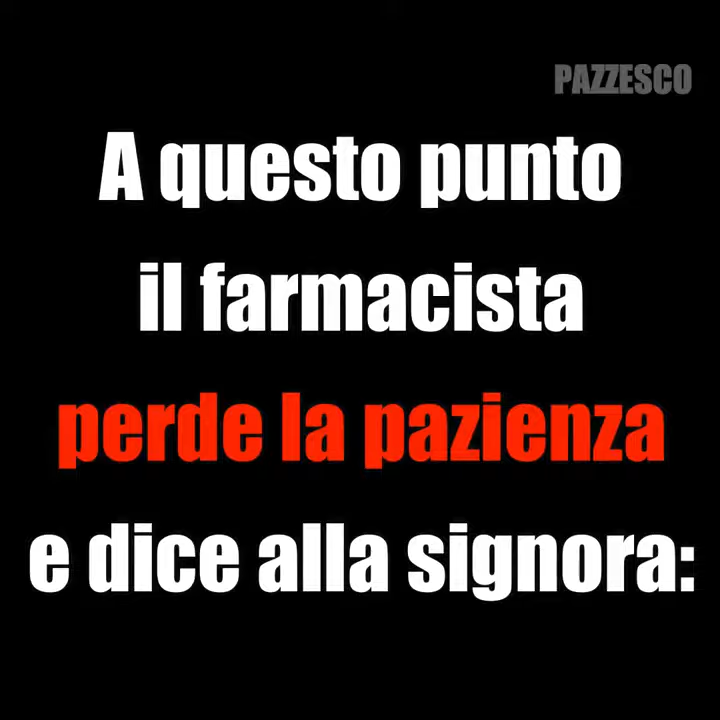 PAZZESCO
A questo punto
il farmacista
perde la pazienza
e dice alla signora: